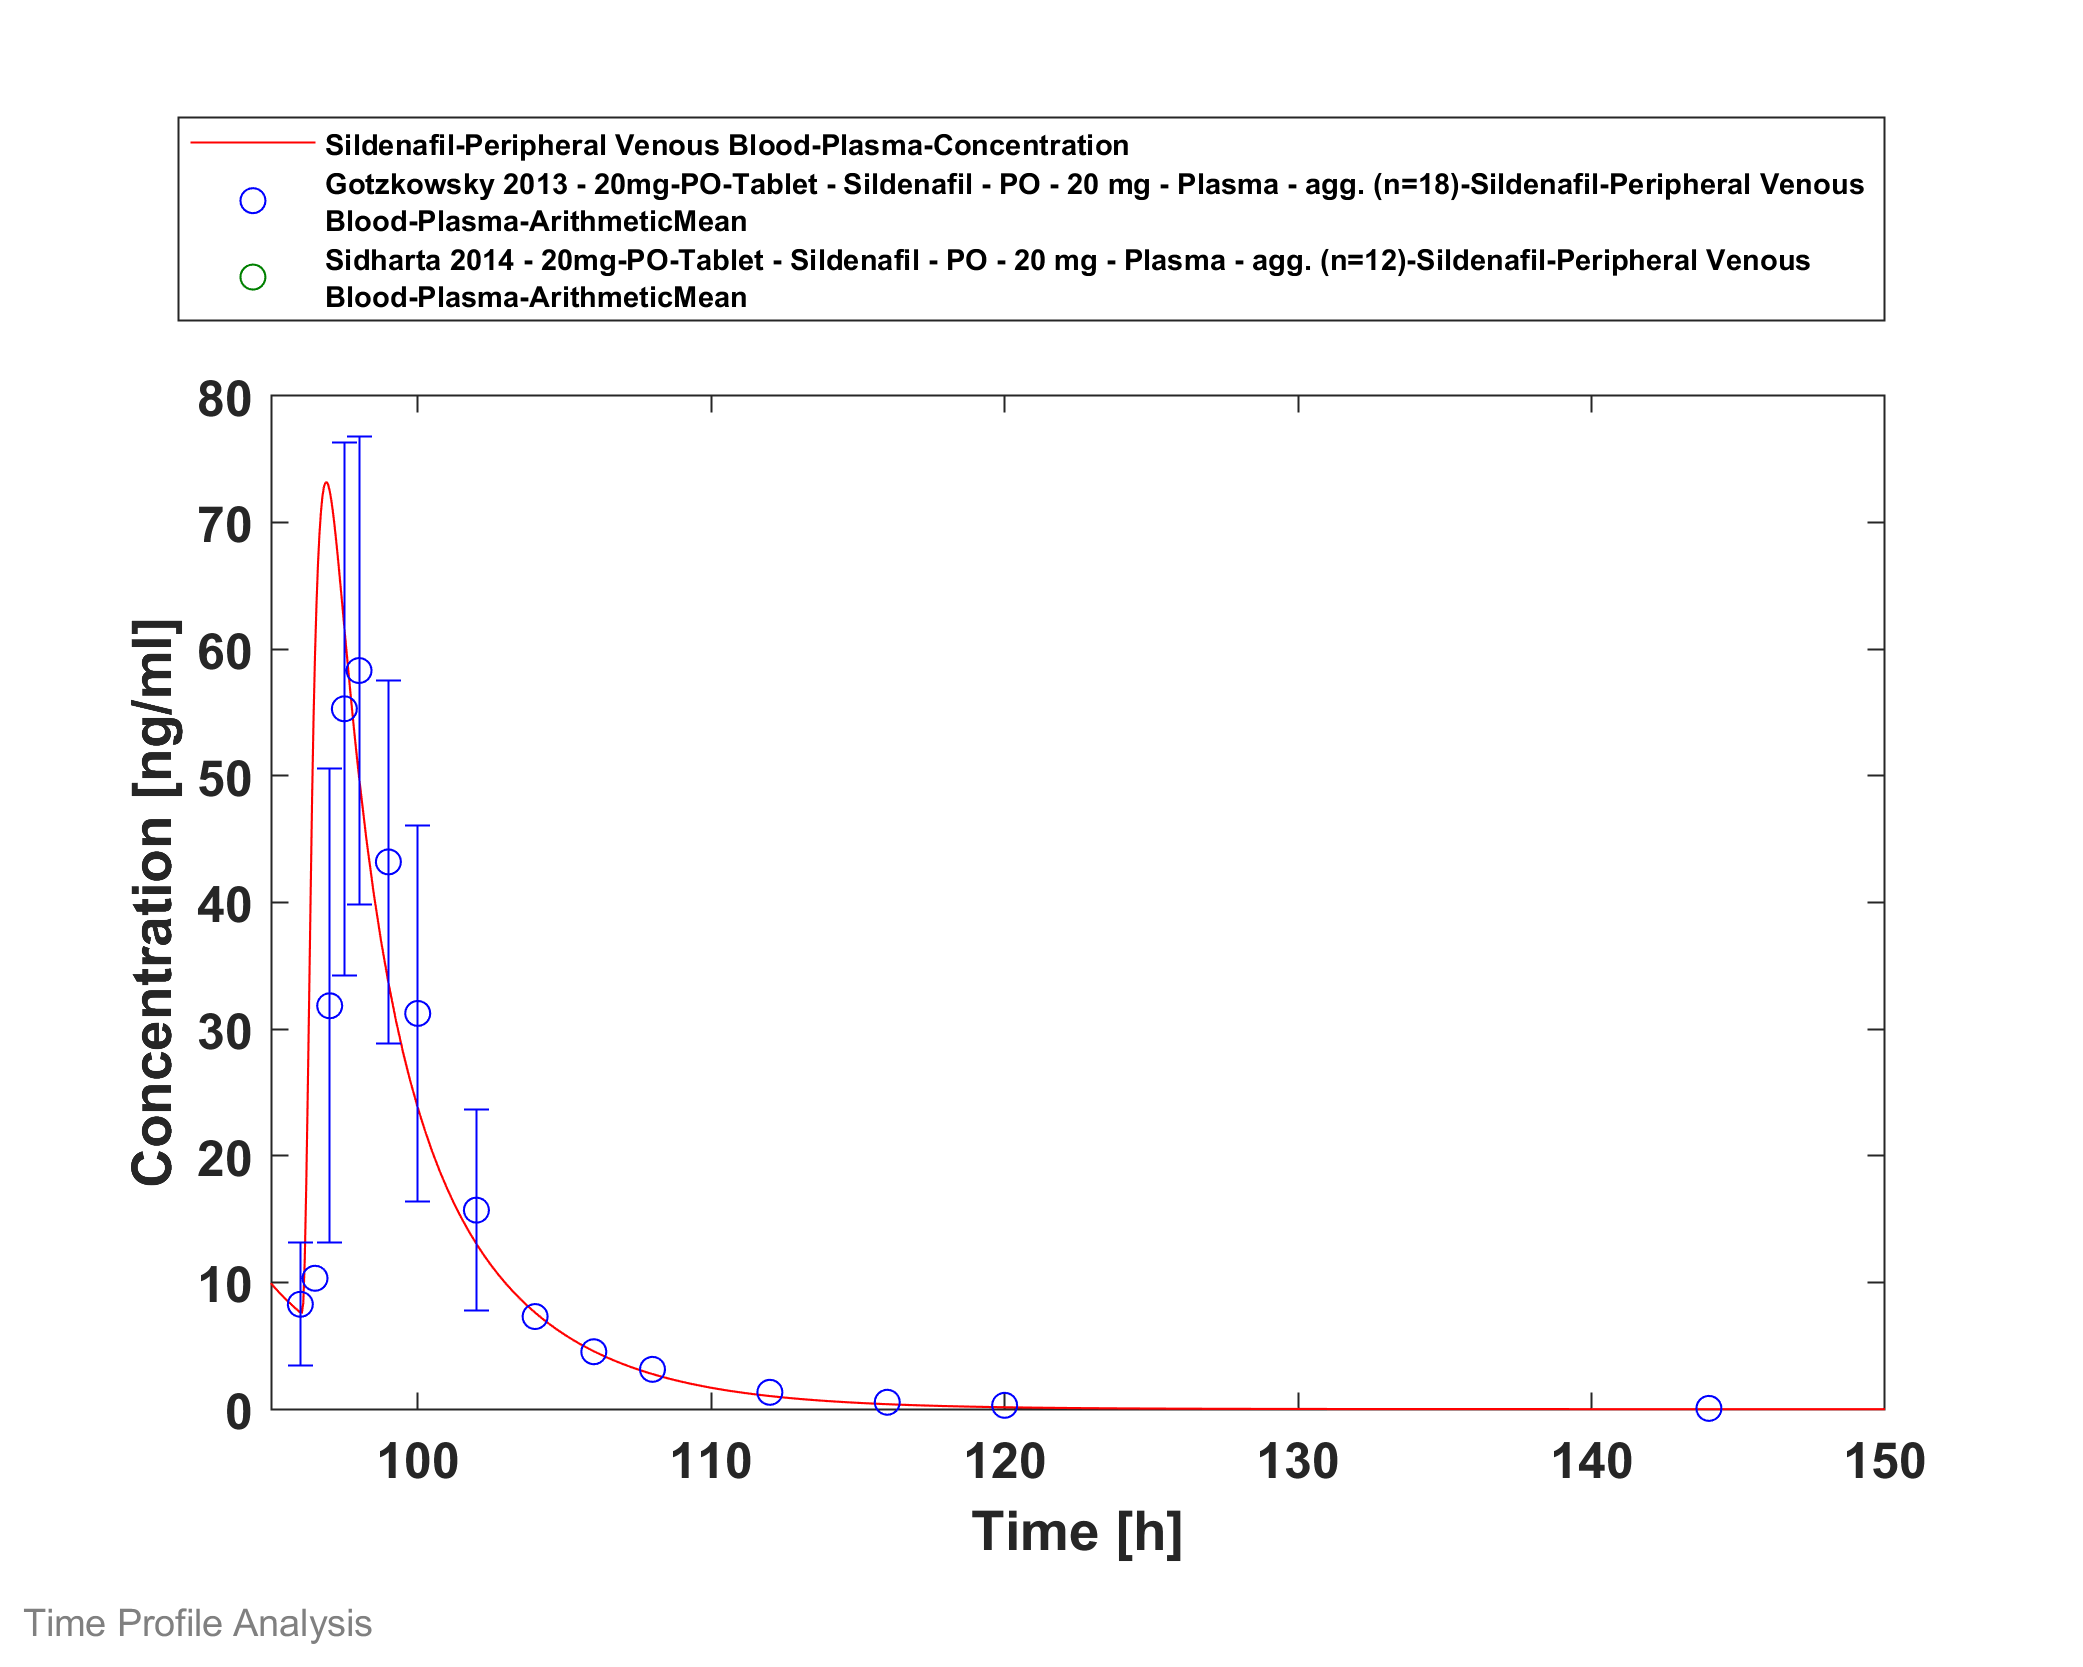 Sildenafil-Peripheral Venous Blood-Plasma-Concentration
Gotzkowsky 2013 - 20mg-PO-Tablet - Sildenafil - PO - 20 mg - Plasma - agg. (n=18)-Sildenafil-Peripheral Venous
Blood-Plasma-ArithmeticMean
Sidharta 2014 - 20mg-PO-Tablet - Sildenafil - PO - 20 mg - Plasma - agg. (n=12)-Sildenafil-Peripheral Venous
Blood-Plasma-ArithmeticMean
80
70
60
50
40
30
20
10
0
Concentration [ng/ml]
100 110 120 130 140 150
Time [h]
Time Profile Analysis